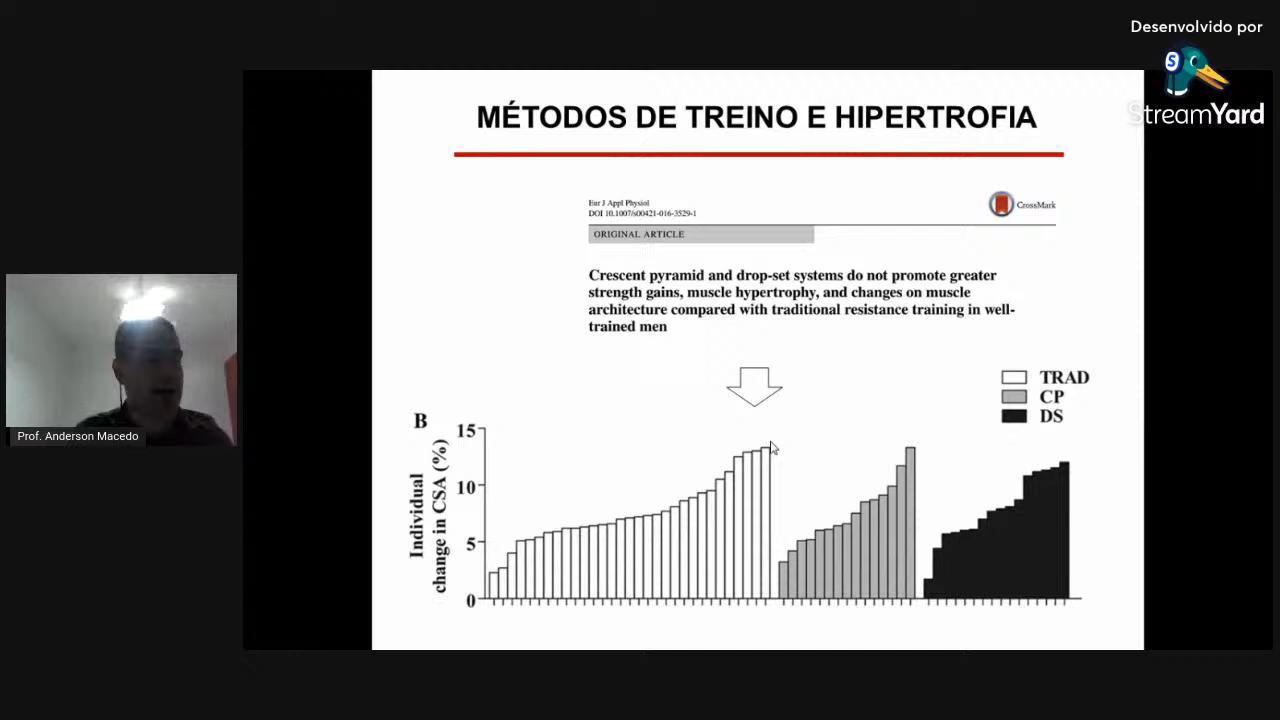 Desenvolvido por
StreamYard
MÉTODOS DE TREINO E HIPERTROFIA
Eur J Appl Physiol
DOI 10.1007/s00421-016-3529-1
CrossMark
ORIGINAL ARTICLE
Crescent pyramid and drop-set systems do not promote greater
strength gains, muscle hypertrophy, and changes on muscle
architecture compared with traditional resistance training in well-
trained men
TRAD
CP
DS
B
Individual
change in CSA (%)
15
10
5
0
Prof. Anderson Macedo